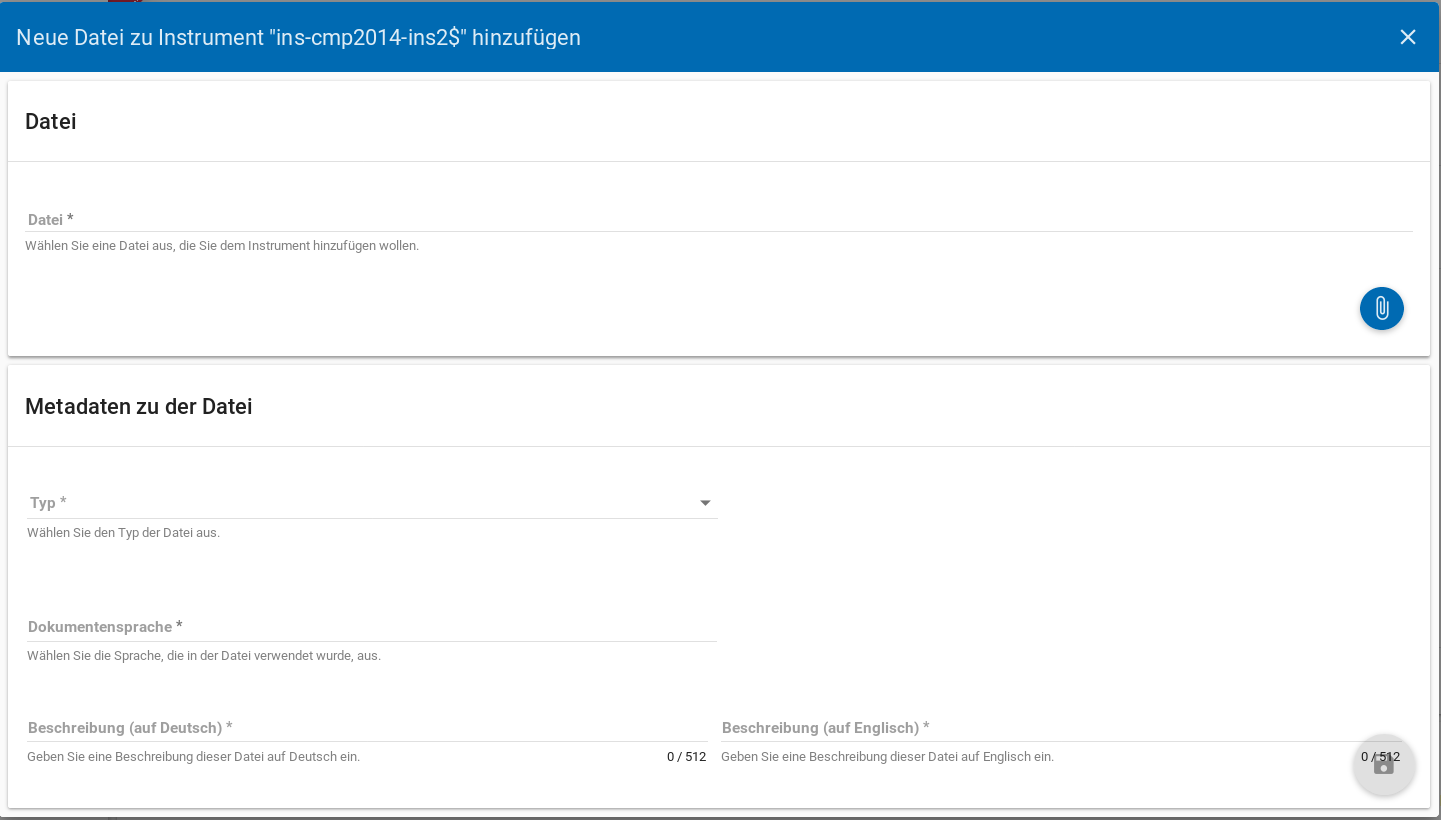 Neue Datei zu Instrument "ins-cmp2014-ins2$" hinzufügen
Datei
Datei *
Wählen Sie eine Datei aus, die Sie dem Instrument hinzufügen wollen.
Metadaten zu der Datei
Typ *
Wählen Sie den Typ der Datei aus.
Dokumentensprache *
Wählen Sie die Sprache, die in der Datei verwendet wurde, aus.
Beschreibung (auf Deutsch) *
Geben Sie eine Beschreibung dieser Datei auf Deutsch ein.
0 / 512
Beschreibung (auf Englisch) *
Geben Sie eine Beschreibung dieser Datei auf Englisch ein.
0 / 512